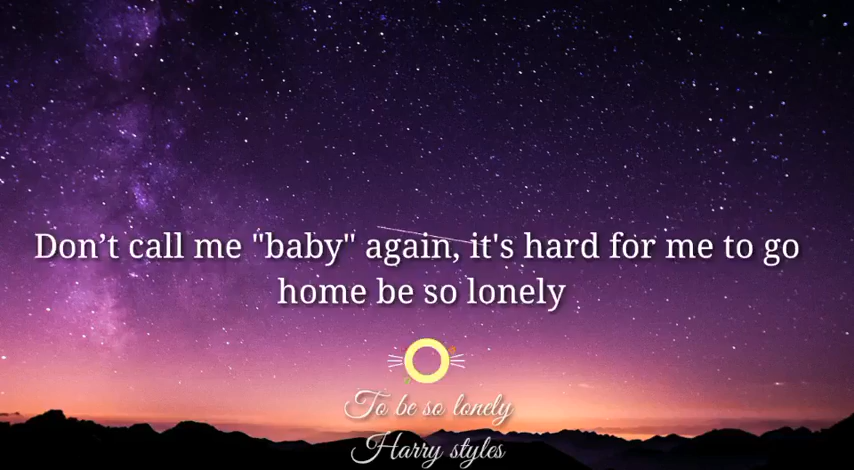 Don’t call me "baby" again, it's hard for me to go
home be so lonely
To be so lonely
Harry styles